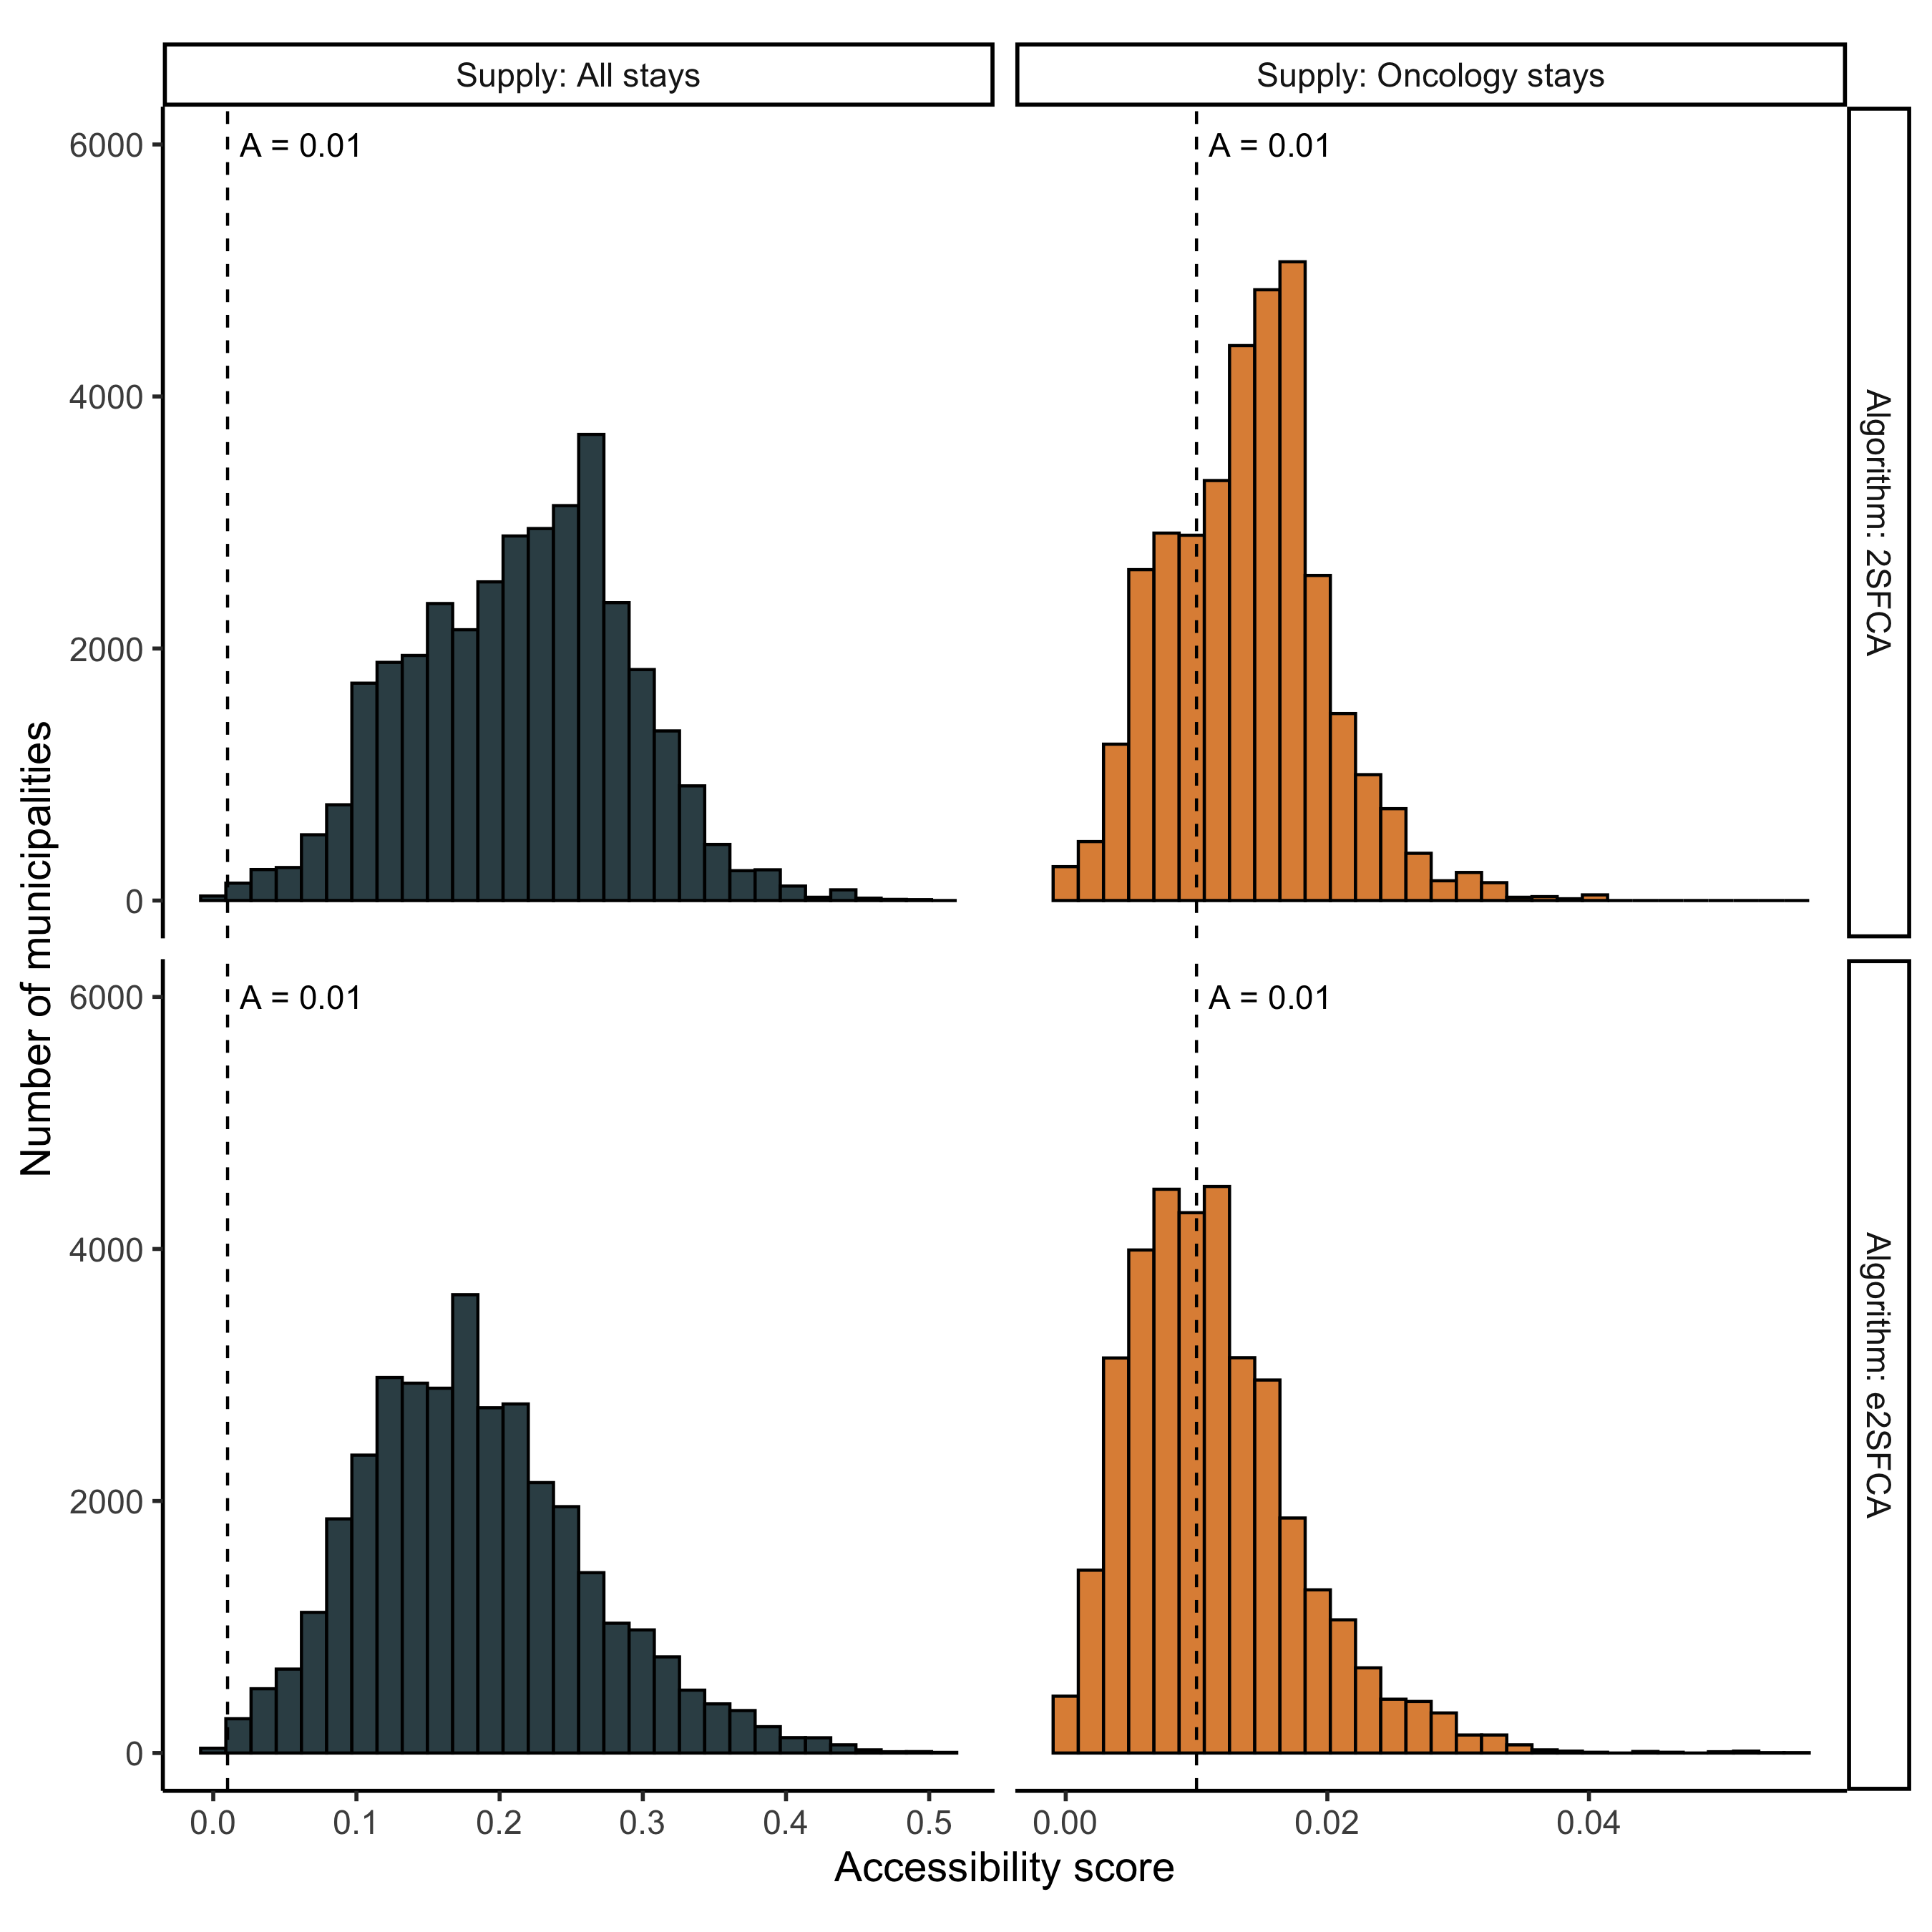 Supply: All stays
Supply: Oncology stays
Algorithm: 2SFCA
Algorithm: e2SFCA
Number of municipalities
6000
4000
2000
0
A = 0.01
A = 0.01
6000
4000
2000
0
A = 0.01
A = 0.01
0.0 0.1 0.2 0.3 0.4 0.5
0.00 0.02 0.04
Accessibility score